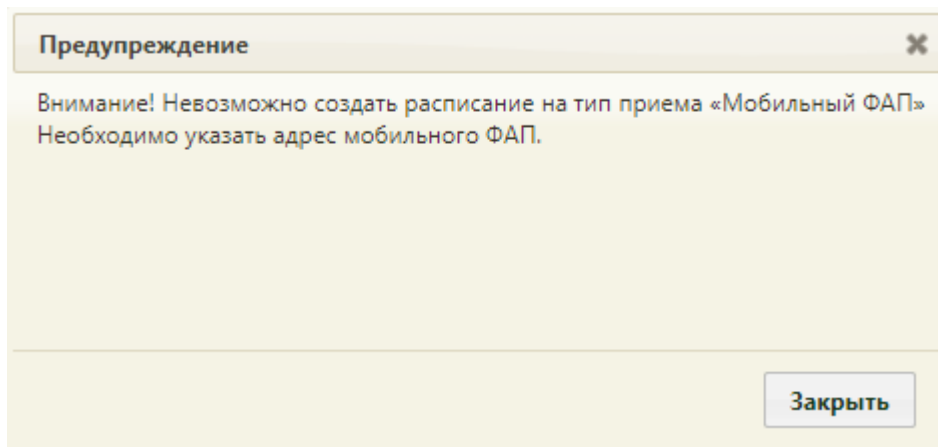 Предупреждение
Внимание! Невозможно создать расписание на тип приема «Мобильный ФАП»
Необходимо указать адрес мобильного ФАП.
Закрыть